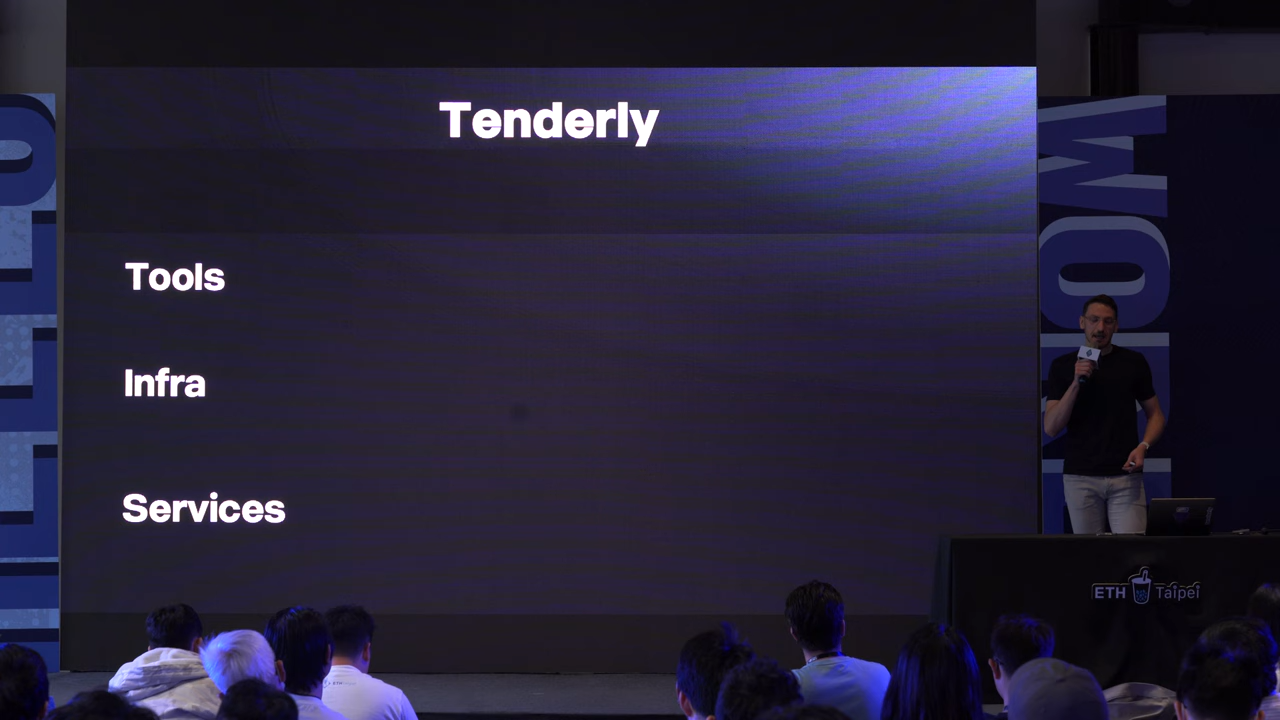 Tenderly
Tools
Infra
Services
ETH Taipei